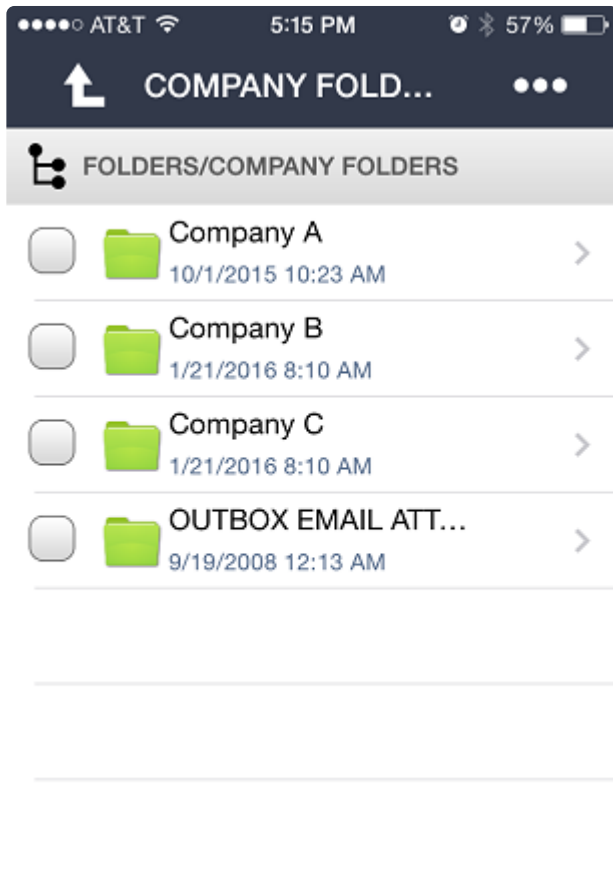 AT&T 5:15 PM 57%
COMPANY FOLD...
FOLDERS/COMPANY FOLDERS
Company A
10/1/2015 10:23 AM
Company B
1/21/2016 8:10 AM
Company C
1/21/2016 8:10 AM
OUTBOX EMAIL ATT...
9/19/2008 12:13 AM